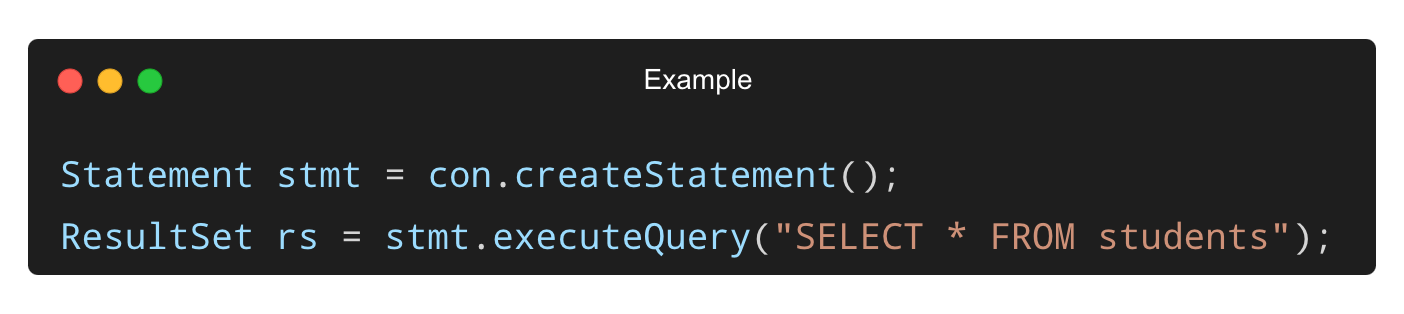 Example
Statement stmt = con.createStatement();
ResultSet rs = stmt.executeQuery("SELECT * FROM students");